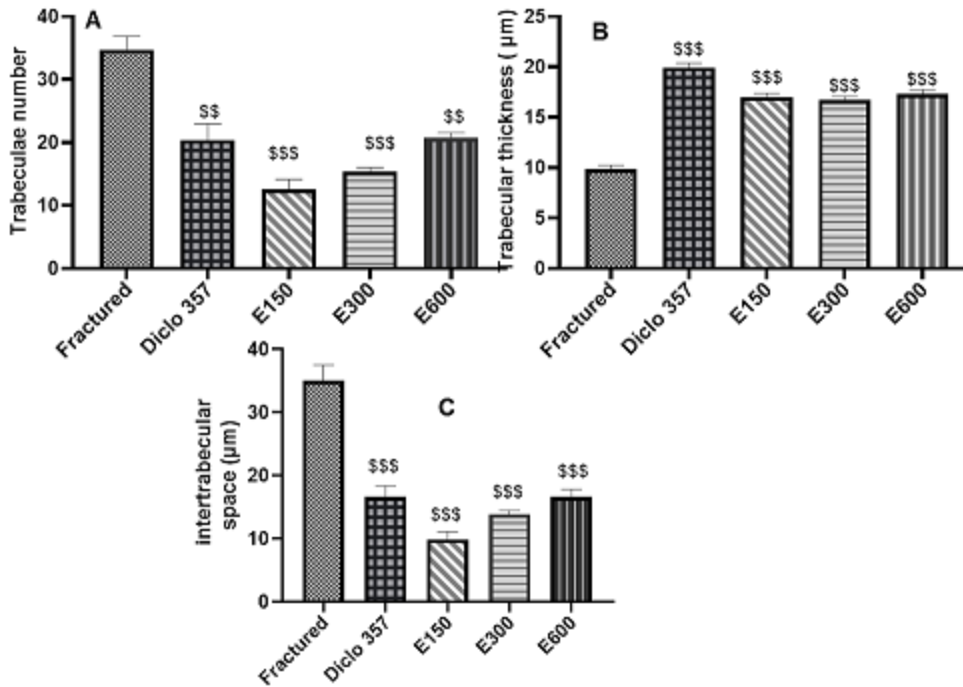 A
Trabeculae number
40
30
20
10
0
$$
$$$
$$$
$$
Fractured
Diclo 357
E150
E300
E600
B
Trabecular thickness ( μm)
25
20
15
10
5
0
$$$
$$$
$$$
$$$
Fractured
Diclo 357
E150
E300
E600
C
intertrabecular
space (μm)
40
30
20
10
0
$$$
$$$
$$$
$$$
Fractured
Diclo 357
E150
E300
E600